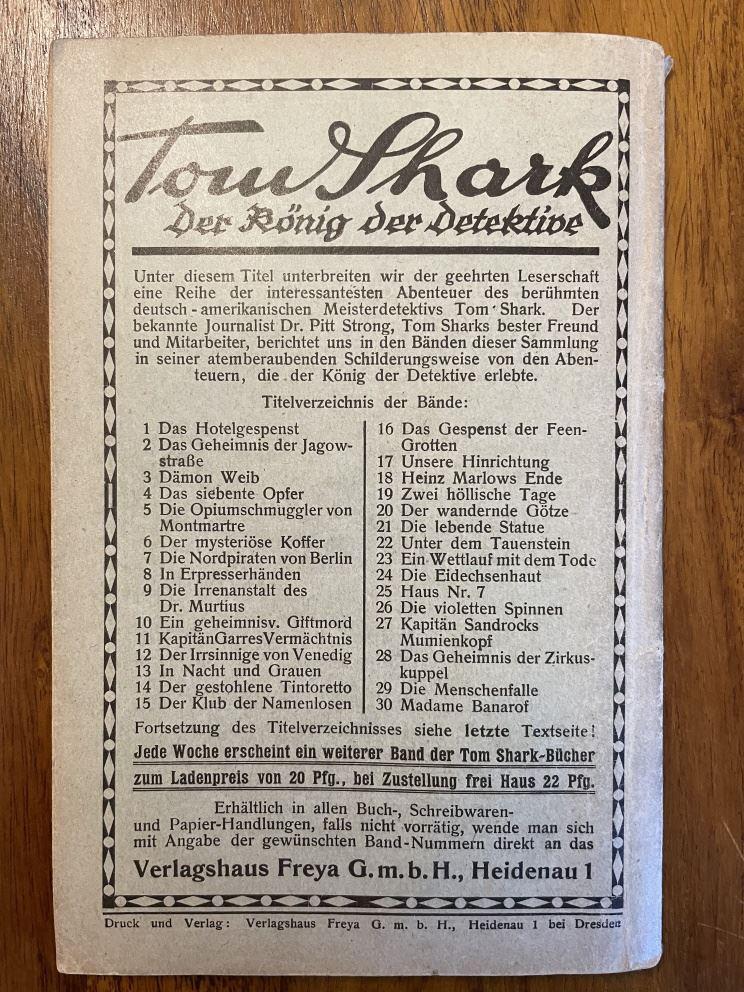 Tom Shark
Der König der Detektive
Unter diesem Titel unterbreiten wir der geehrten Leserschaft
eine Reihe der interessantesten Abenteuer des berühmten
deutsch-amerikanischen Meisterdetektivs Tom Shark. Der
bekannte Journalist Dr. Pitt Strong, Tom Sharks bester Freund
und Mitarbeiter, berichtet uns in den Bänden dieser Sammlung
in seiner atemberaubenden Schilderungsweise von den Aben-
teuern, die der König der Detektive erlebte.
Titelverzeichnis der Bände:
1 Das Hotelgespenst
2 Das Geheimnis der Jagow-
straße
3 Dämon Weib
4 Das siebente Opfer
5 Die Opiumschmuggler von
Montmartre
6 Der mysteriöse Koffer
7 Die Nordpiraten von Berlin
8 In Erpresserhänden
9 Die Irrenanstalt des
Dr. Murtius
10 Ein geheimnisv. Giftmord
11 Kapitän Garres Vermächtnis
12 Der Irrsinnige von Venedig
13 In Nacht und Grauen
14 Der gestohlene Tintoretto
15 Der Klub der Namenlosen
16 Das Gespenst der Feen-
Grotten
17 Unsere Hinrichtung
18 Heinz Marlows Ende
19 Zwei höllische Tage
20 Der wandernde Götze
21 Die lebende Statue
22 Unter dem Tauenstein
23 Ein Wettlauf mit dem Tode
24 Die Eidechsenhaut
25 Haus Nr. 7
26 Die violetten Spinnen
27 Kapitän Sandrocks
Mumienkopf
28 Das Geheimnis der Zirkus-
kuppel
29 Die Menschenfalle
30 Madame Banarof
Fortsetzung des Titelverzeichnisses siehe letzte Textseite!
Jede Woche erscheint ein weiterer Band der Tom Shark-Bücher
zum Ladenpreis von 20 Pfg., bei Zustellung frei Haus 22 Pfg.
Erhältlich in allen Buch-, Schreibwaren-
und Papier-Handlungen, falls nicht vorrätig, wende man sich
mit Angabe der gewünschten Band-Nummern direkt an das
Verlagshaus Freya G.m.b.H., Heidenau 1
Druck und Verlag: Verlagshaus Freya G. m. b. H., Heidenau 1 bei Dresden